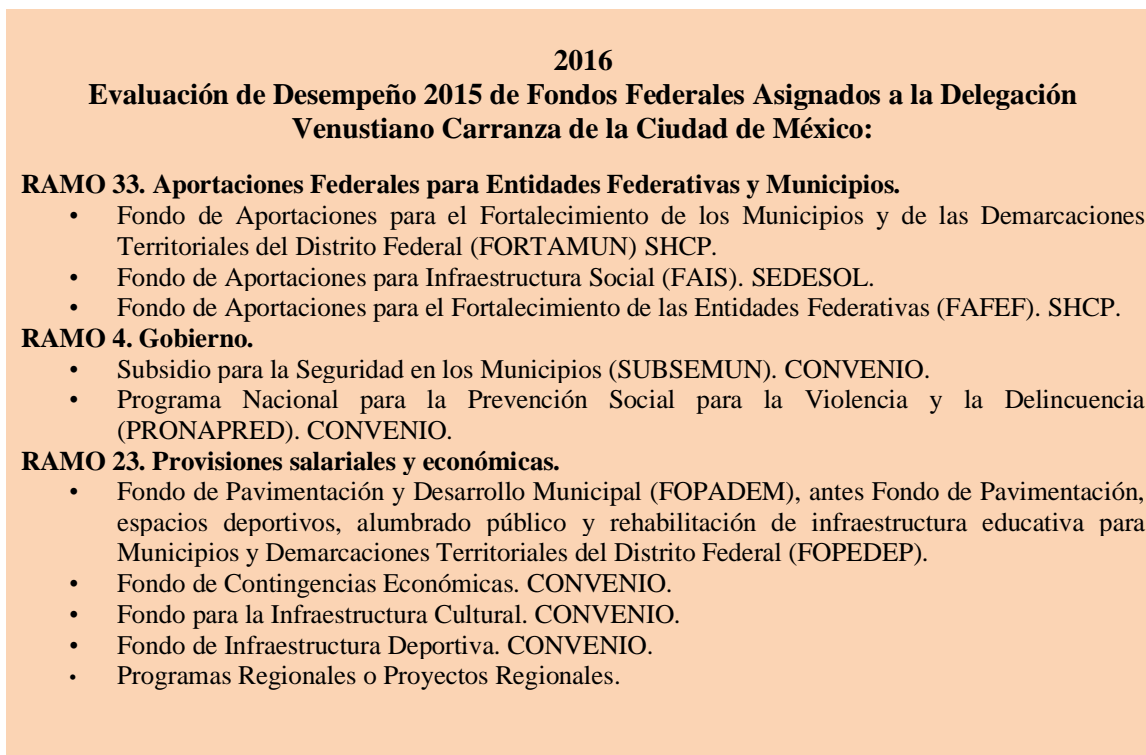 2016
Evaluación de Desempeño 2015 de Fondos Federales Asignados a la Delegación
Venustiano Carranza de la Ciudad de México:
RAMO 33. Aportaciones Federales para Entidades Federativas y Municipios.
• Fondo de Aportaciones para el Fortalecimiento de los Municipios y de las Demarcaciones
Territoriales del Distrito Federal (FORTAMUN) SHCP.
• Fondo de Aportaciones para Infraestructura Social (FAIS). SEDESOL.
• Fondo de Aportaciones para el Fortalecimiento de las Entidades Federativas (FAFEF). SHCP.
RAMO 4. Gobierno.
• Subsidio para la Seguridad en los Municipios (SUBSEMUN). CONVENIO.
• Programa Nacional para la Prevención Social para la Violencia y la Delincuencia
(PRONAPRED). CONVENIO.
RAMO 23. Provisiones salariales y económicas.
• Fondo de Pavimentación y Desarrollo Municipal (FOPADEM), antes Fondo de Pavimentación,
espacios deportivos, alumbrado público y rehabilitación de infraestructura educativa para
Municipios y Demarcaciones Territoriales del Distrito Federal (FOPEDEP).
• Fondo de Contingencias Económicas. CONVENIO.
• Fondo para la Infraestructura Cultural. CONVENIO.
• Fondo de Infraestructura Deportiva. CONVENIO.
• Programas Regionales o Proyectos Regionales.